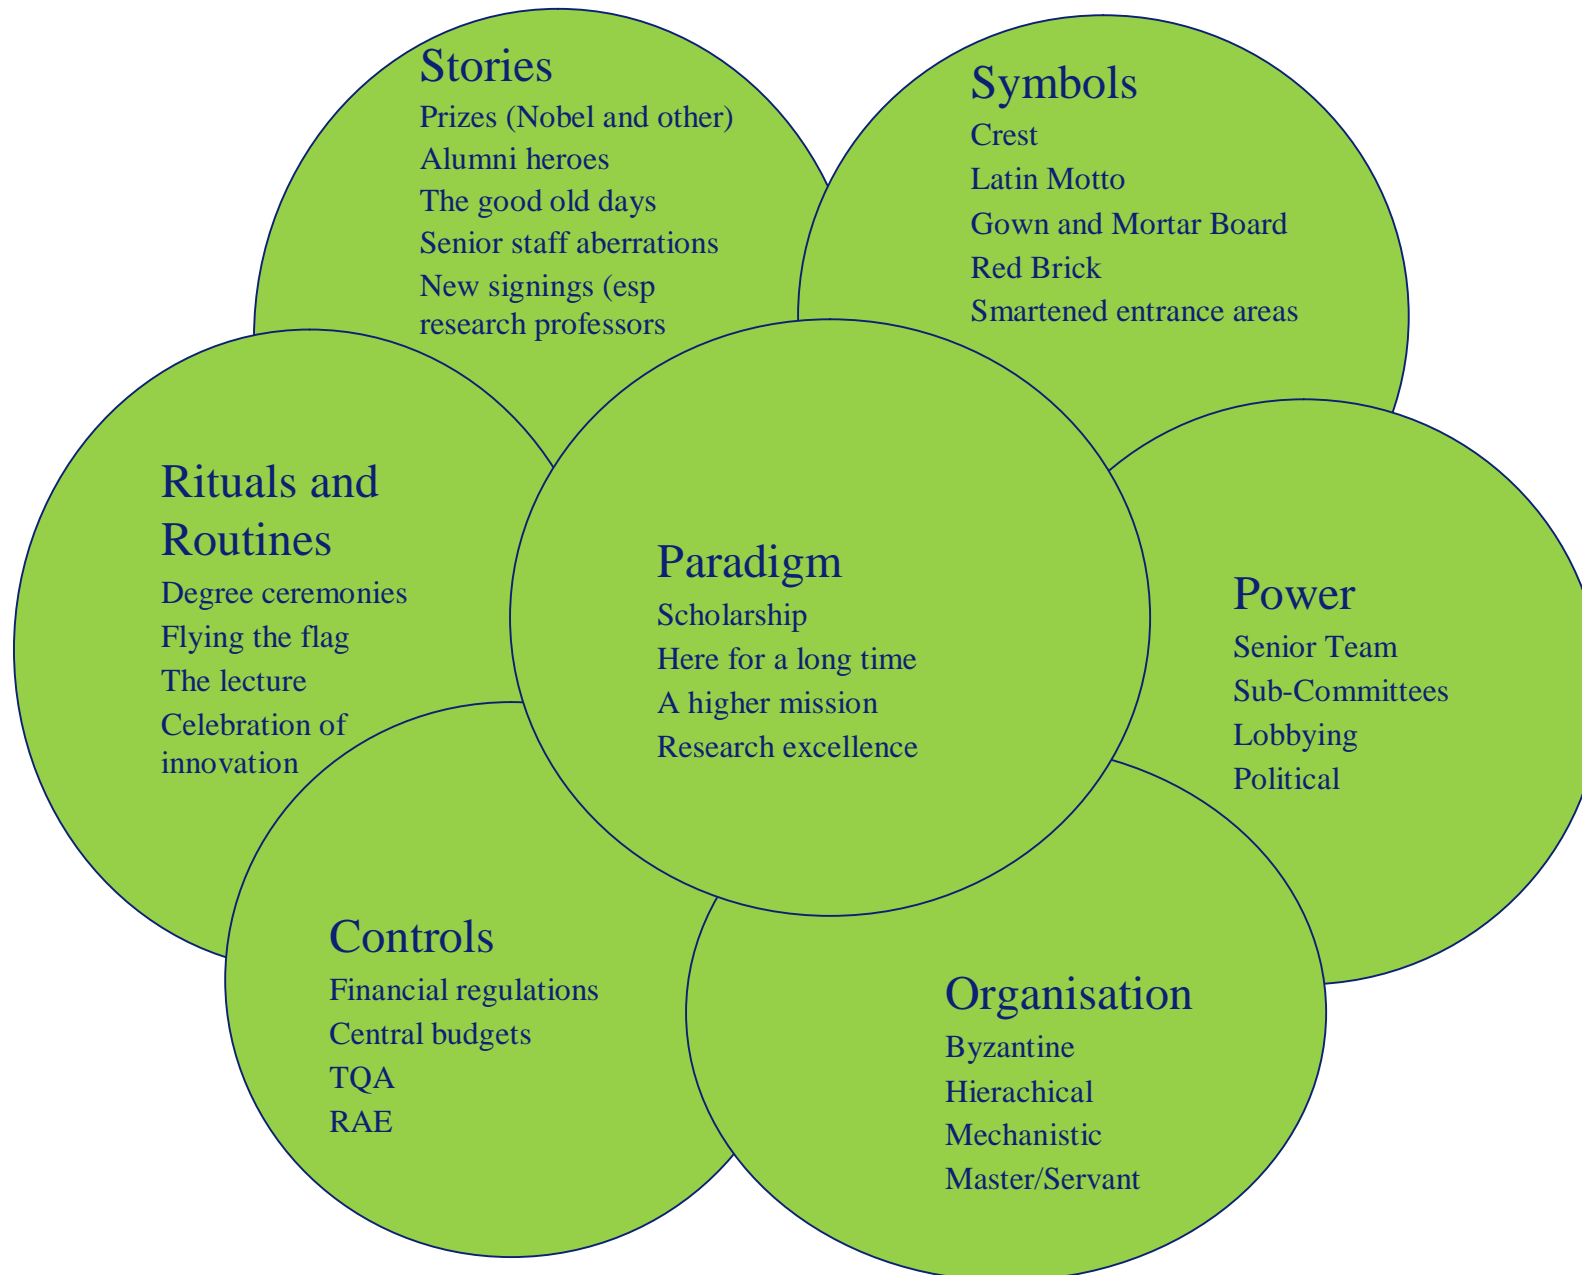 Stories
Prizes (Nobel and other)
Alumni heroes
The good old days
Senior staff aberrations
New signings (esp
research professors
Symbols
Crest
Latin Motto
Gown and Mortar Board
Red Brick
Smartened entrance areas
Rituals and
Routines
Degree ceremonies
Flying the flag
The lecture
Celebration of
innovation
Paradigm
Scholarship
Here for a long time
A higher mission
Research excellence
Power
Senior Team
Sub-Committees
Lobbying
Political
Controls
Financial regulations
Central budgets
TQA
RAE
Organisation
Byzantine
Hierachical
Mechanistic
Master/Servant